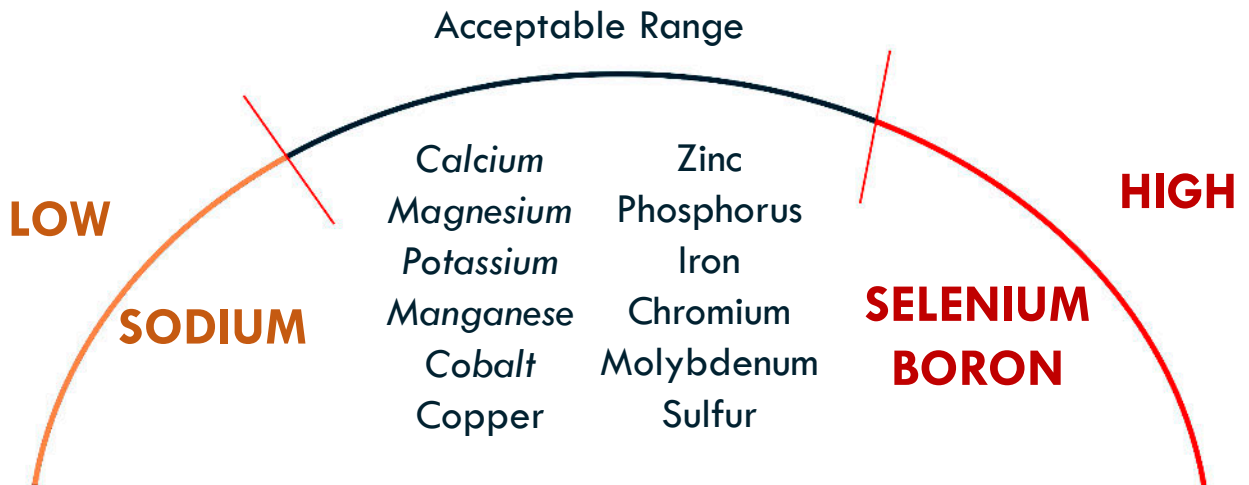 Acceptable Range
LOW
SODIUM
Calcium
Magnesium
Potassium
Manganese
Cobalt
Copper
Zinc
Phosphorus
Iron
Chromium
Molybdenum
Sulfur
HIGH
SELENIUM
BORON